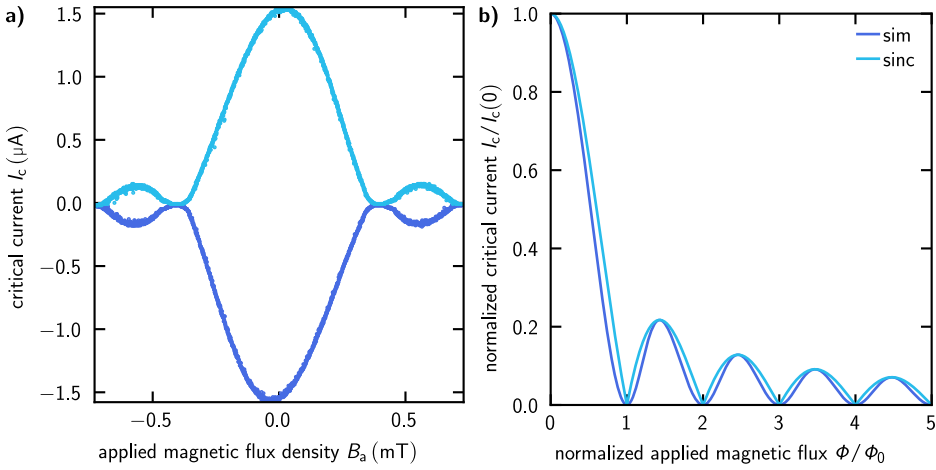 a)
critical current I_c (µA)
1.5
1.0
0.5
0.0
−0.5
−1.0
−1.5
−0.5 0.0 0.5
applied magnetic flux density B_a (mT)
b)
normalized critical current I_c/I_c(0)
1.0
0.8
0.6
0.4
0.2
0.0
sim
sinc
0 1 2 3 4 5
normalized applied magnetic flux Φ/Φ_0